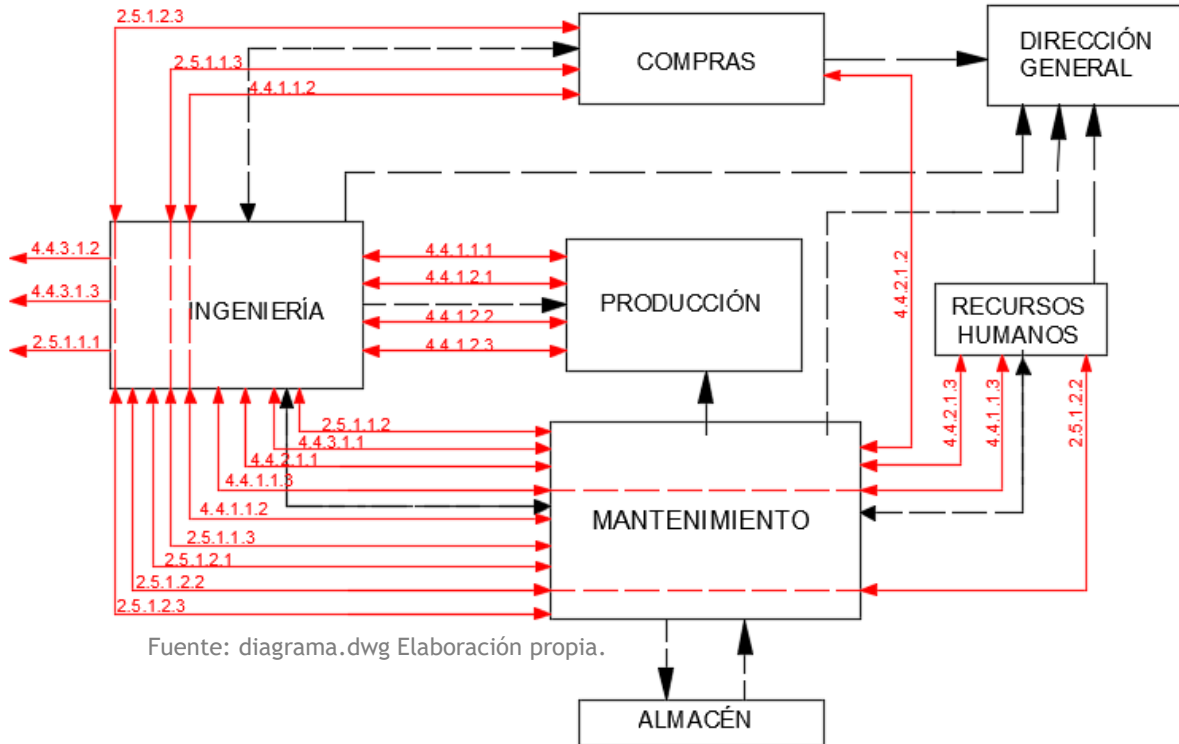 2.5.1.2.3
COMPRAS
DIRECCIÓN
GENERAL
2.5.1.1.3
4.4.1.1.2
4.4.3.1.2
4.4.3.1.3
2.5.1.1.1
INGENIERÍA
4.4.1.1.1
4.4.1.2.1
4.4.1.2.2
4.4.1.2.3
PRODUCCIÓN
4.4.2.1.2
RECURSOS
HUMANOS
4.4.2.1.3
4.4.1.1.3
2.5.1.2.2
2.5.1.1.2
4.4.3.1.1
4.4.2.1.1
4.4.1.1.3
4.4.1.1.2
2.5.1.1.3
2.5.1.2.1
2.5.1.2.2
2.5.1.2.3
MANTENIMIENTO
Fuente: diagrama.dwg Elaboración propia.
ALMACÉN